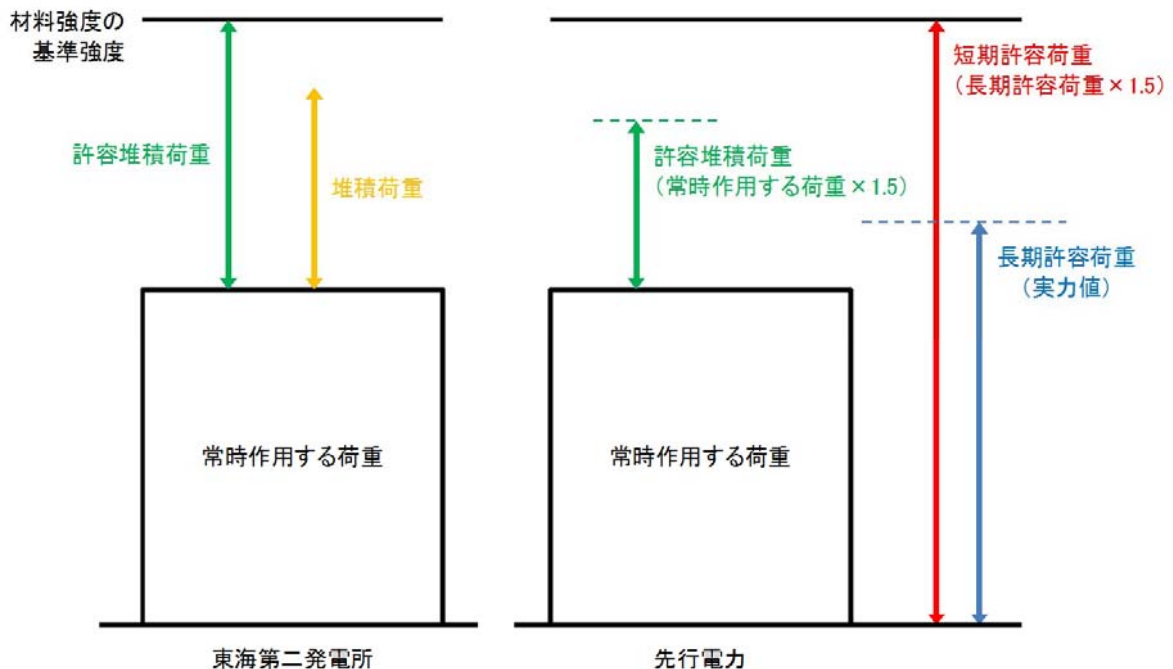 材料強度の
基準強度
許容堆積荷重
堆積荷重
常時作用する荷重
東海第二発電所
許容堆積荷重
(常時作用する荷重×1.5)
常時作用する荷重
先行電力
短期許容荷重
(長期許容荷重×1.5)
長期許容荷重
(実力値)